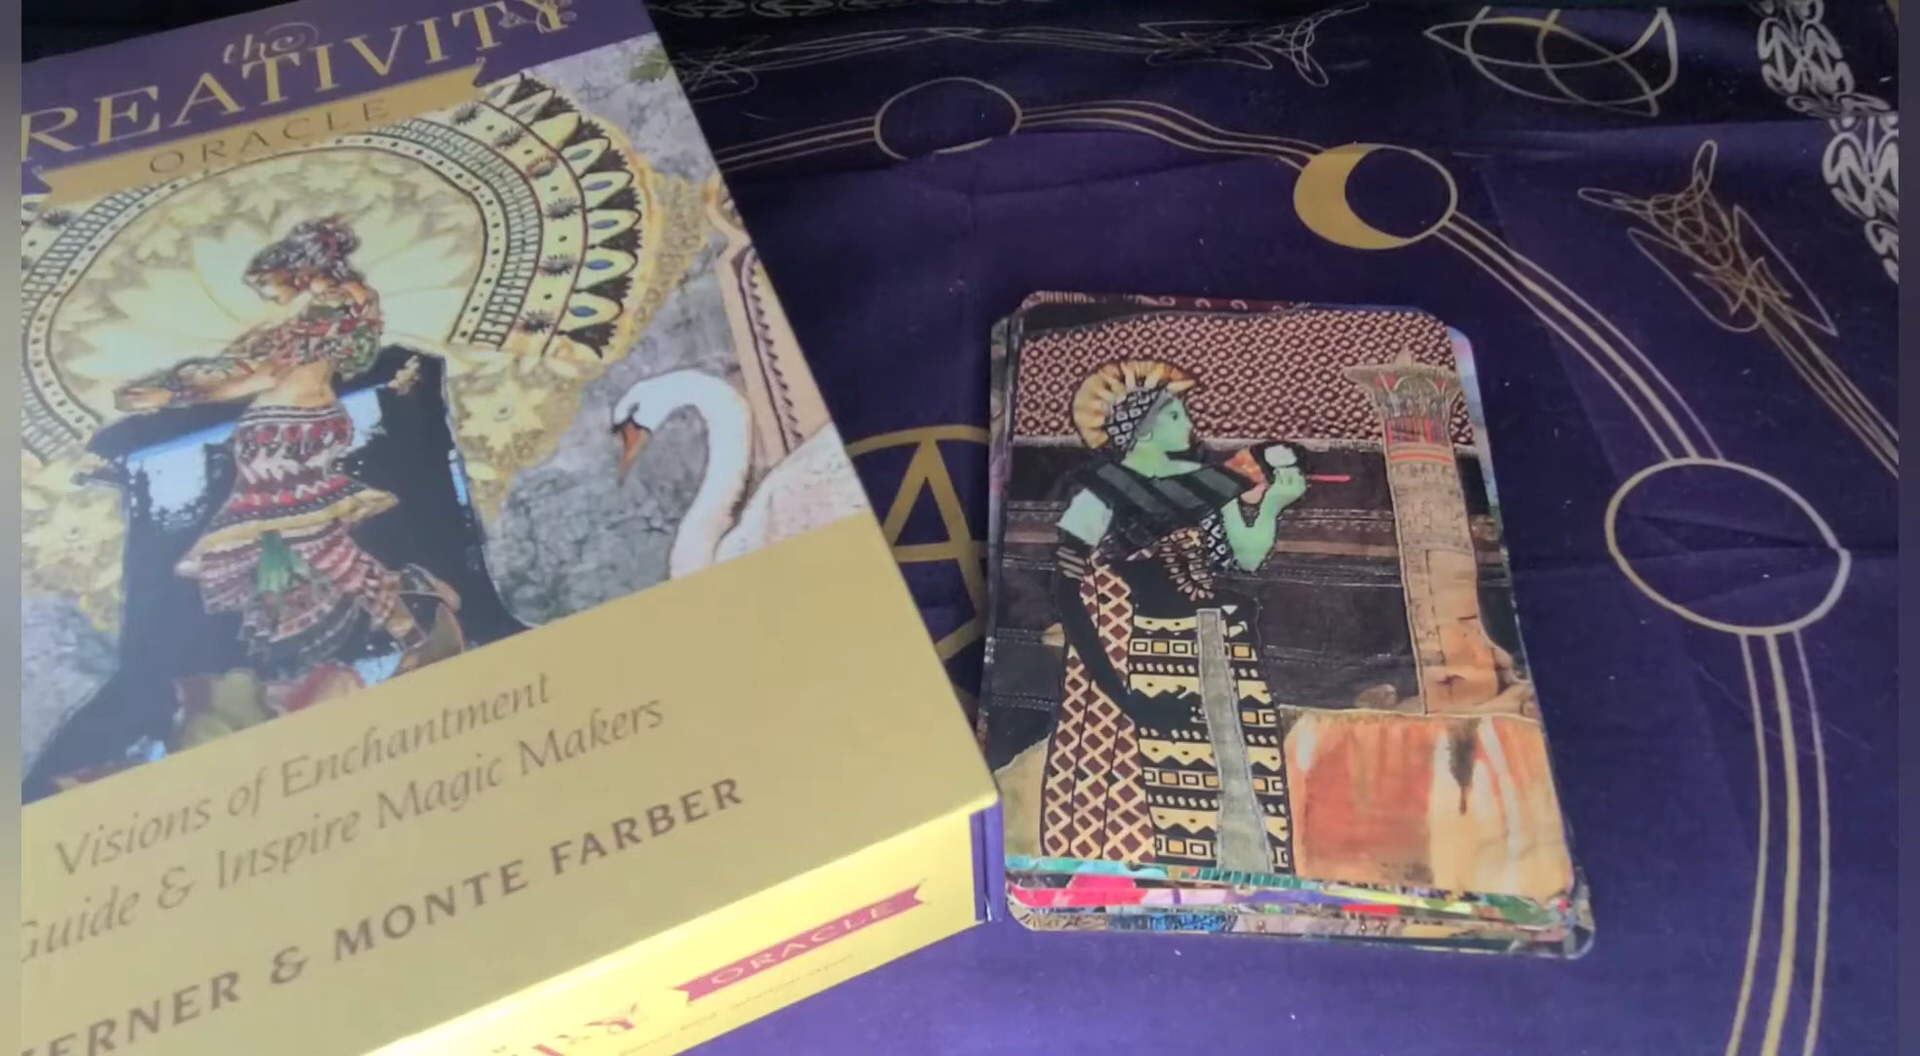 the
REATIVITY
ORACLE
Visions of Enchantment
Guide & Inspire Magic Makers
ERNER & MONTE FARBER
ORACLE